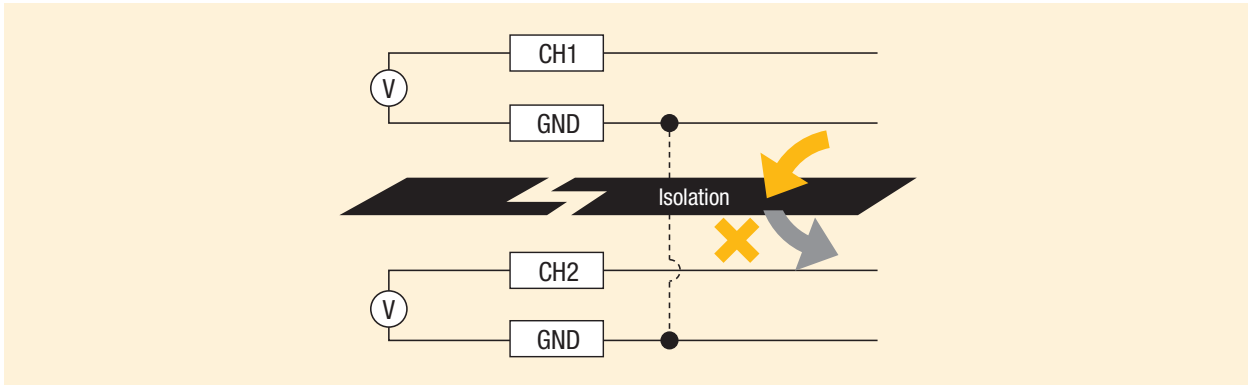 CH1
V
GND
Isolation
CH2
V
GND